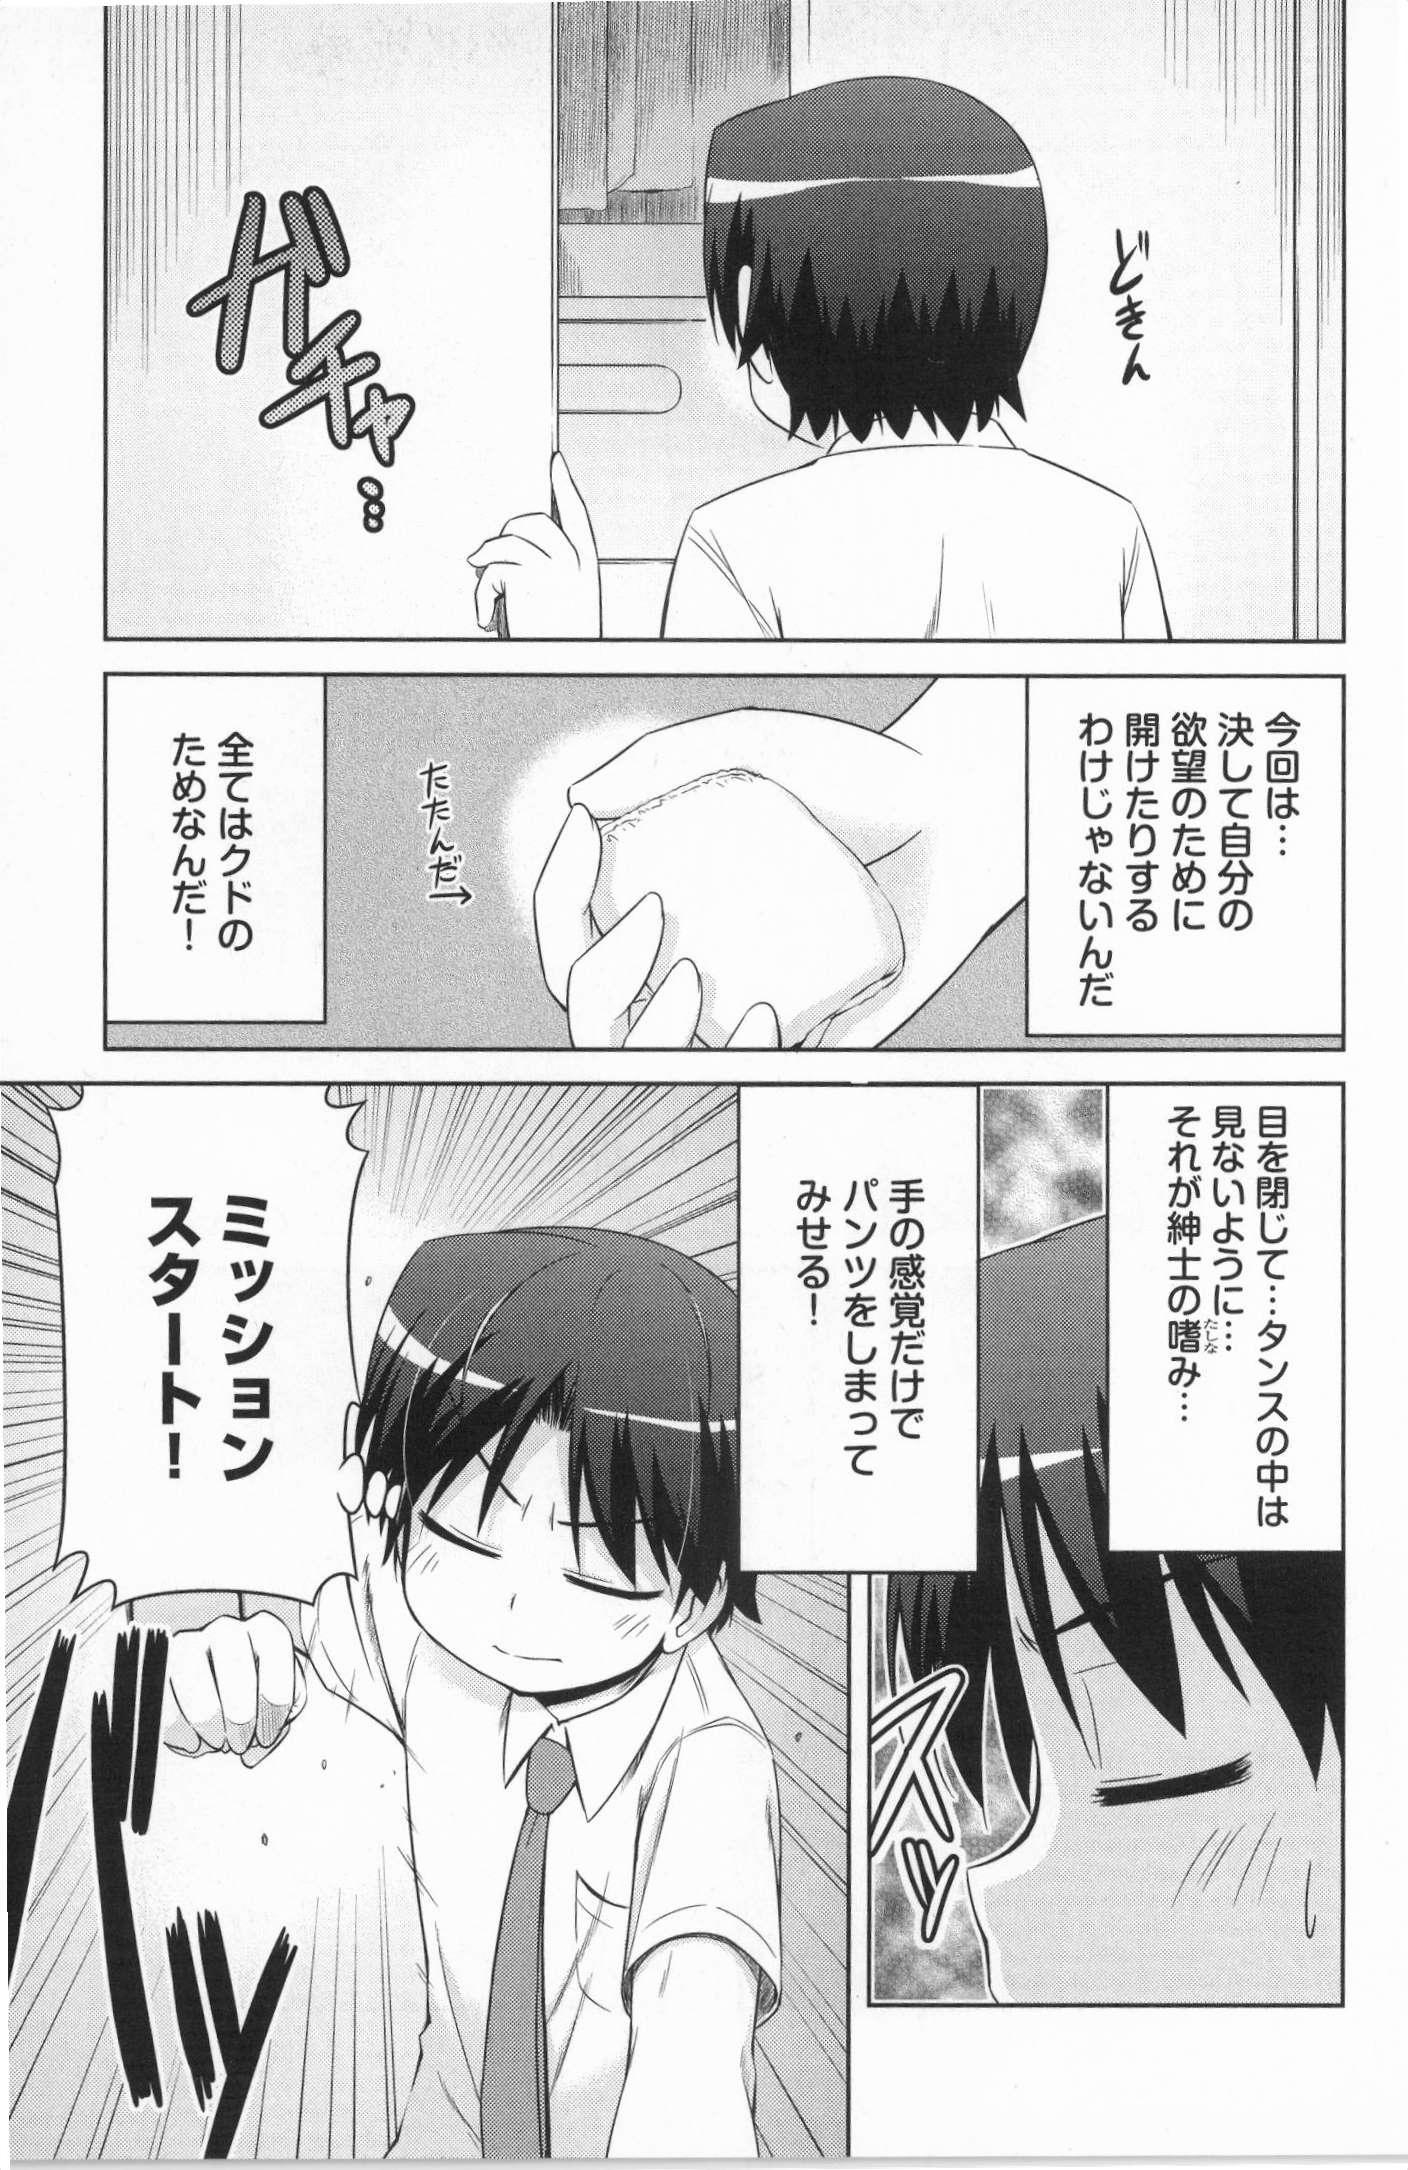 どきん
ガチャ…
今回は…
決して自分の
欲望のために
開けたりする
わけじゃないんだ
たたんだ→
全てはクドの
ためなんだ！
目を閉じて…タンスの中は
見ないように…
それが紳士の嗜み…
たしな
スッ
手の感覚だけで
パンツをしまって
みせる！
ミッション
スタート！
バッ